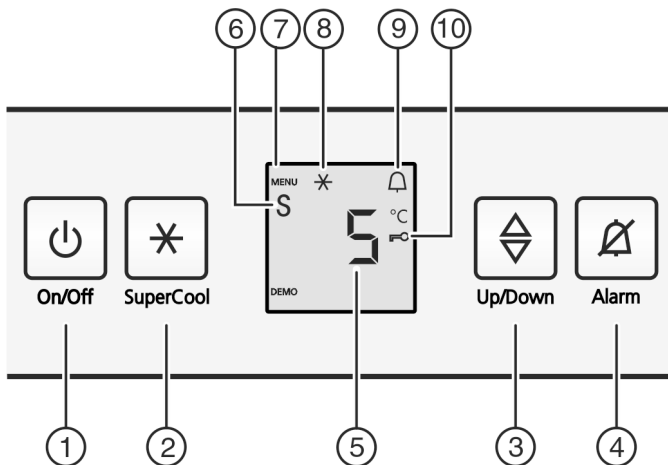 6 7 8 9 10
MENU
S
5 °C
DEMO
On/Off SuperCool Up/Down Alarm
1 2 5 3 4